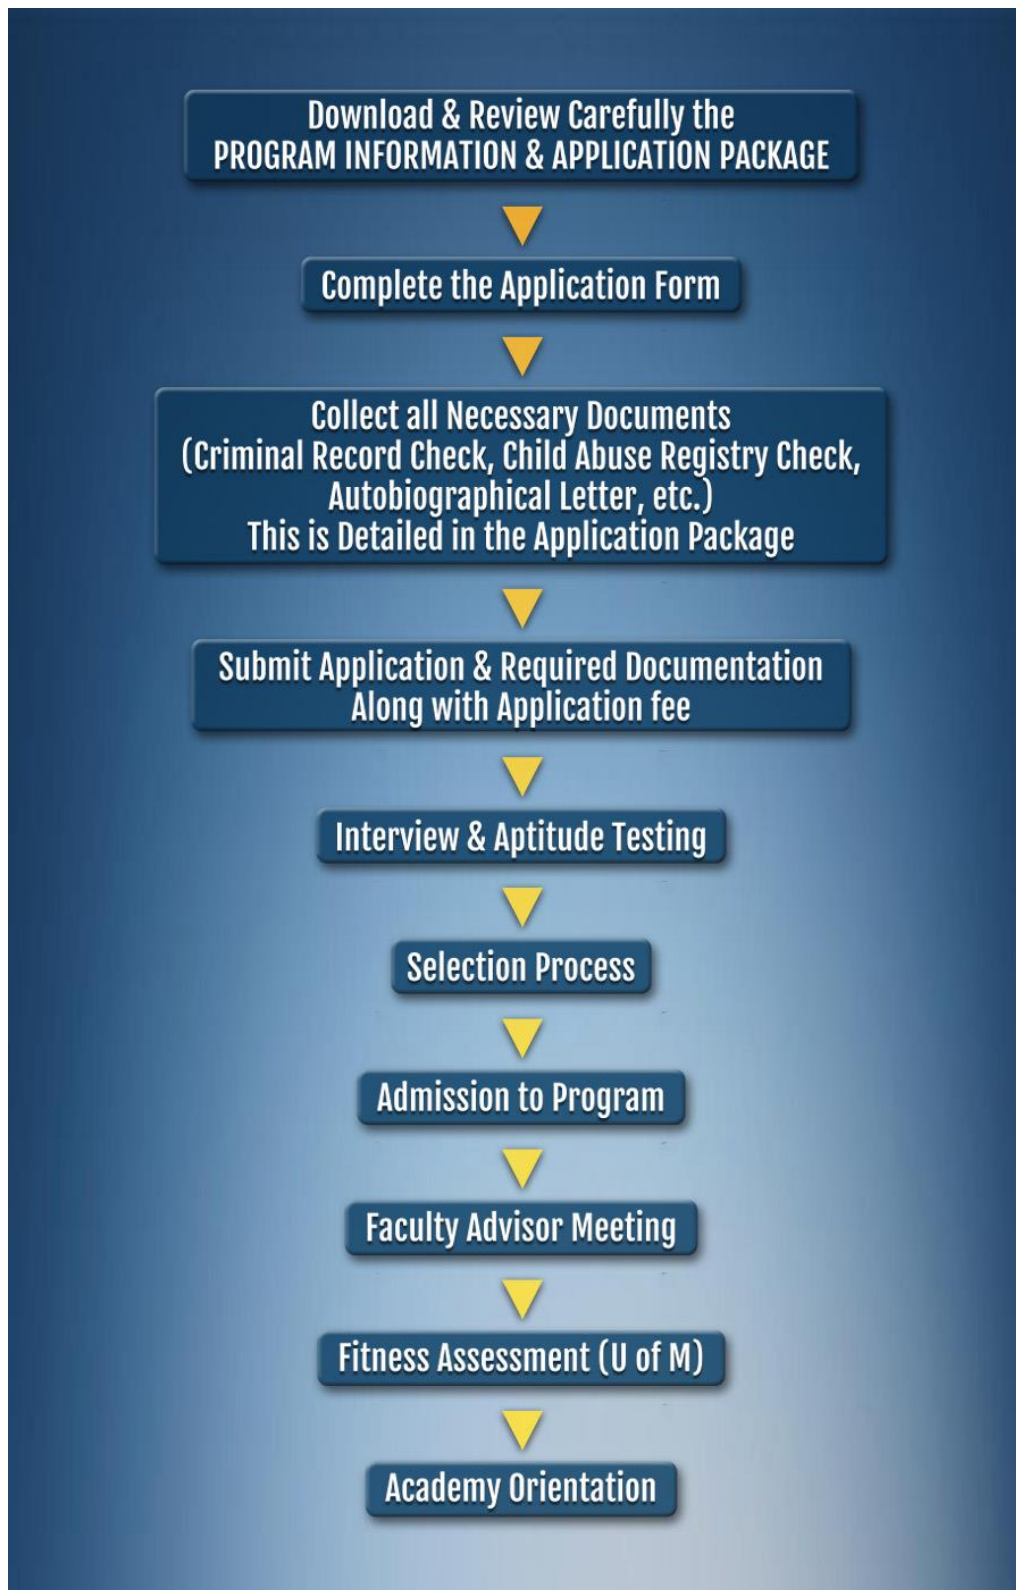 Download & Review Carefully the
PROGRAM INFORMATION & APPLICATION PACKAGE
Complete the Application Form
Collect all Necessary Documents
(Criminal Record Check, Child Abuse Registry Check,
Autobiographical Letter, etc.)
This is Detailed in the Application Package
Submit Application & Required Documentation
Along with Application fee
Interview & Aptitude Testing
Selection Process
Admission to Program
Faculty Advisor Meeting
Fitness Assessment (U of M)
Academy Orientation